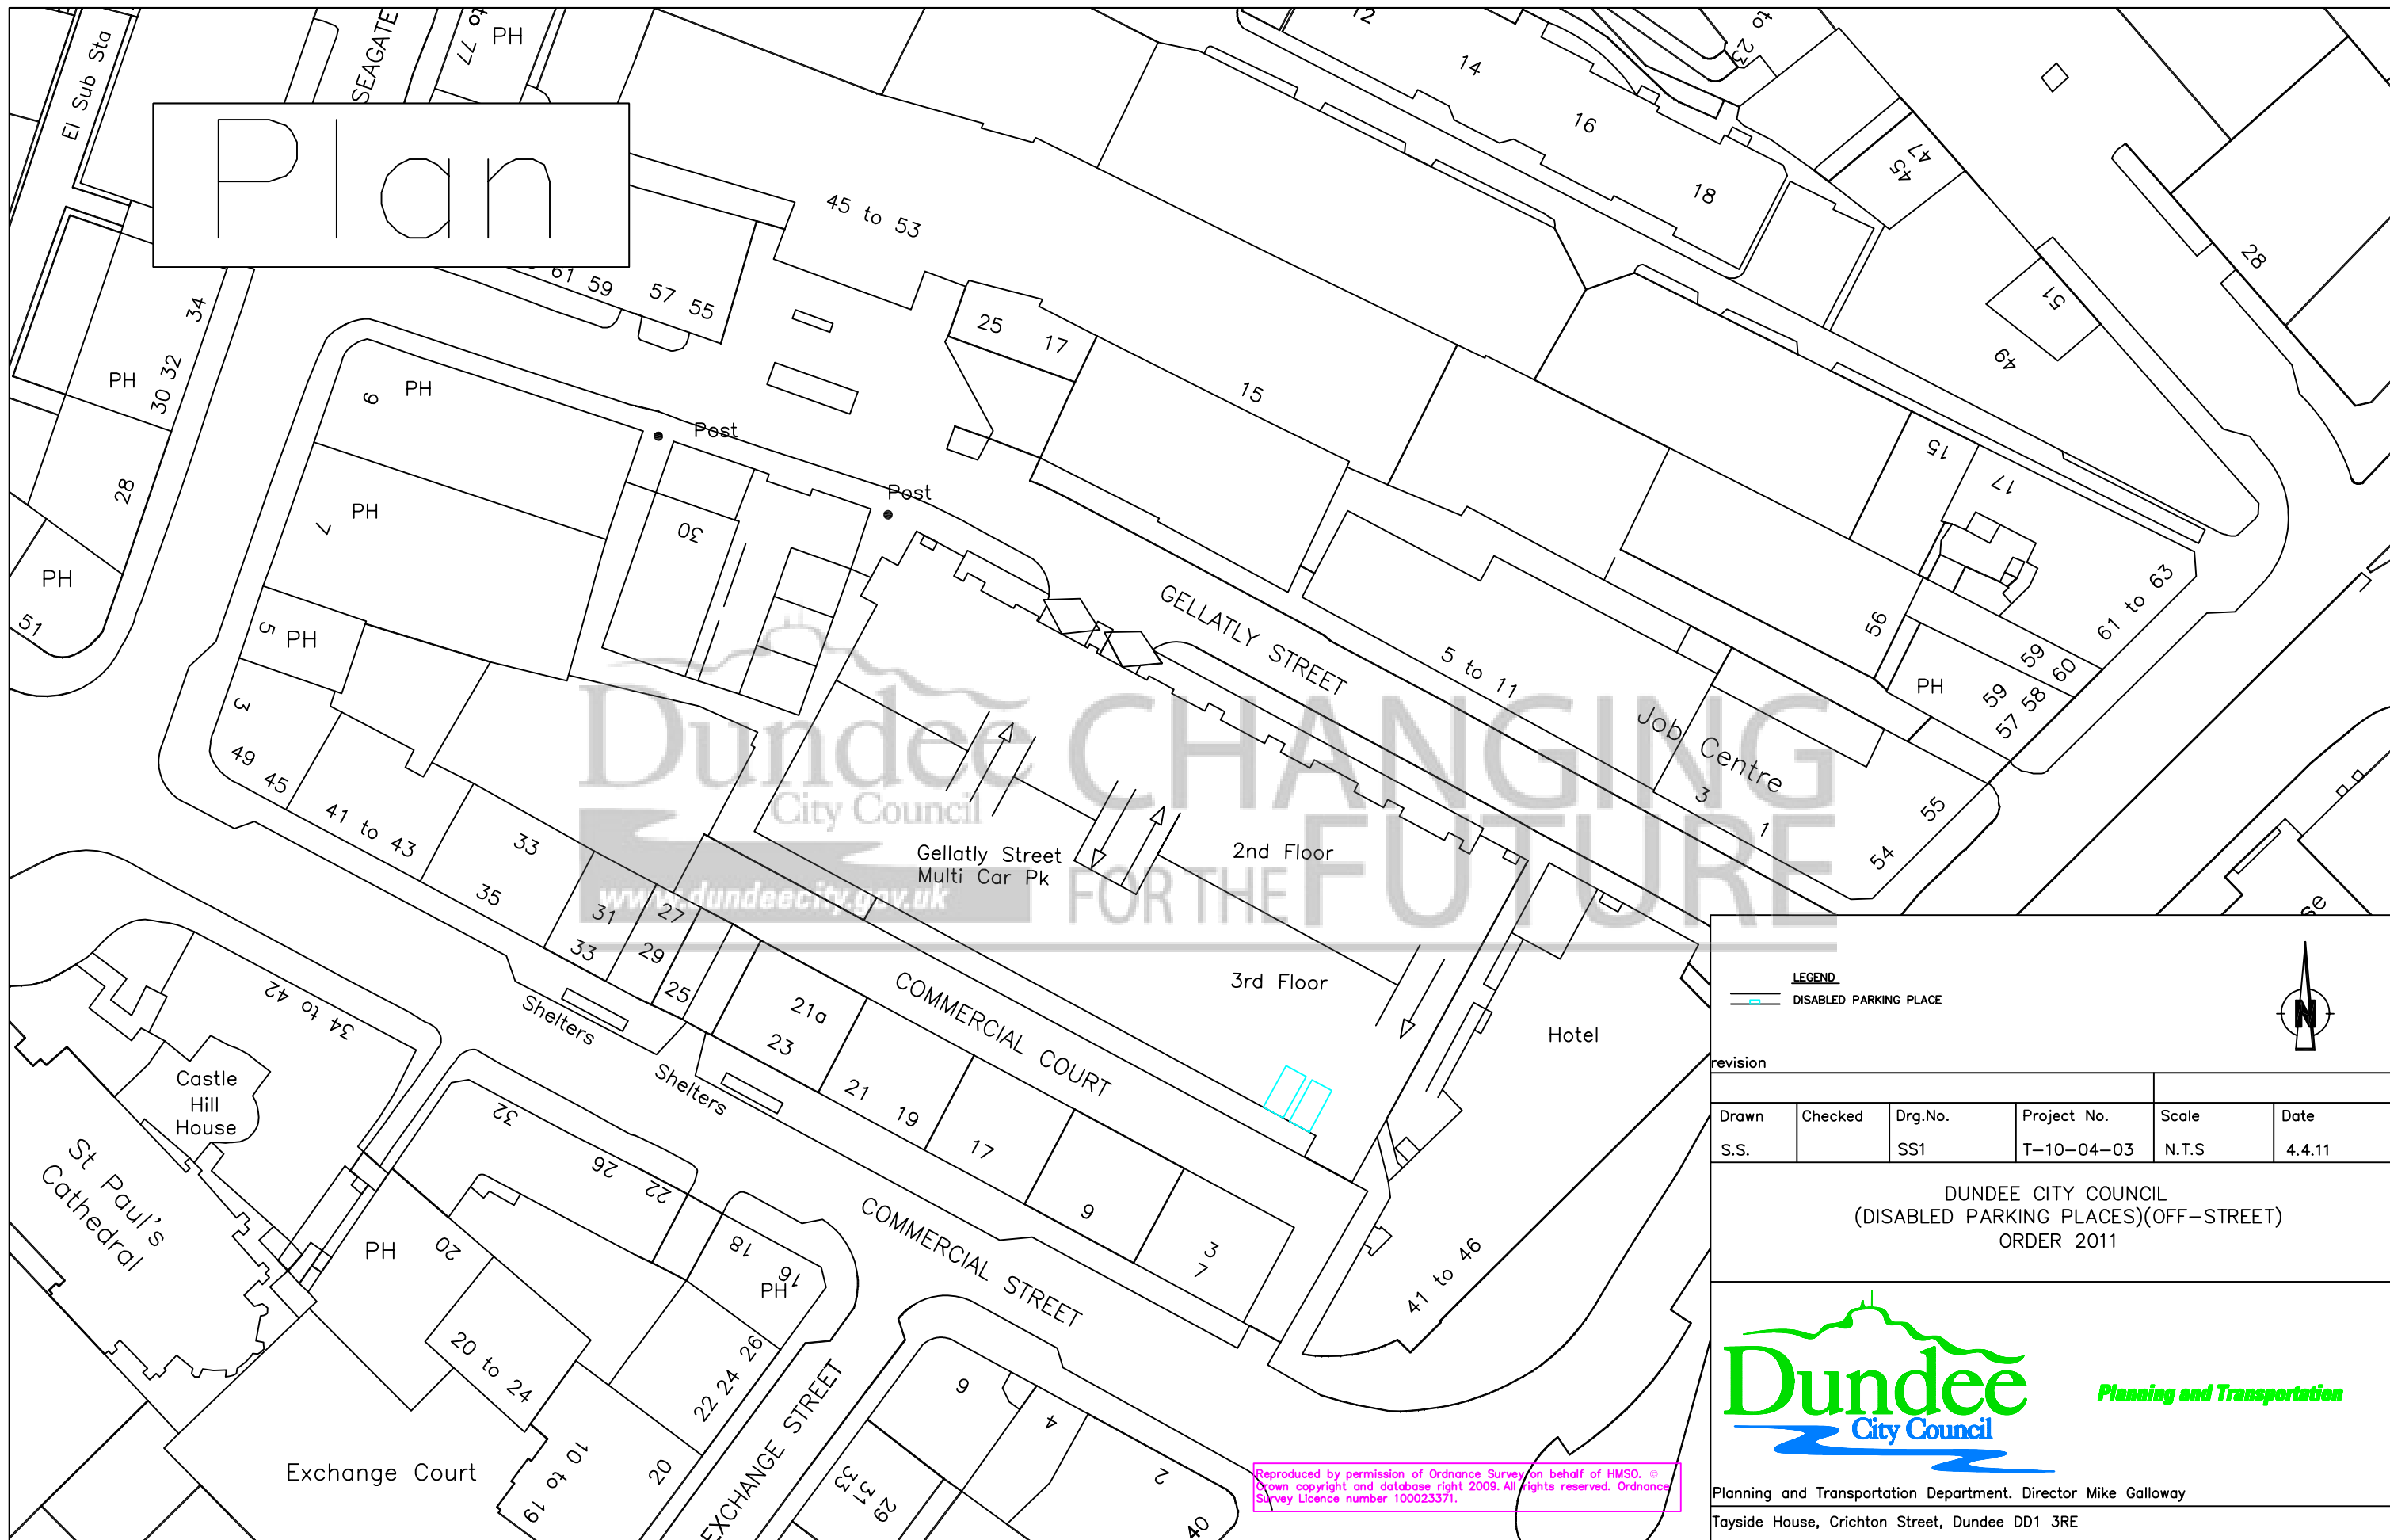 Plan
El Sub Sta
SEAGATE
to 77
PH
12
14
16
18
to 23
45
47
51
49
28
45 to 53
61 59 57 55
34
PH
30 32
28
PH
51
9
PH
7
PH
5
PH
3
49 45
41 to 43
33
35
31
33
27
29
25
Post
Post
30
25
17
15
15
17
61 to 63
56
59
60
PH
59
58
57
GELLATLY STREET
5 to 11
Job Centre
3
1
55
54
Dundee
City Council
www.dundeecity.gov.uk
CHANGING
FOR THE FUTURE
Gellatly Street
Multi Car Pk
2nd Floor
3rd Floor
Hotel
COMMERCIAL COURT
Shelters
Shelters
21a
23
21
19
17
9
3
7
41 to 46
34 to 42
Castle
Hill
House
St Paul's
Cathedral
32
26
22
18
16
PH
PH
20
20 to 24
22 24 26
10 to 19
20
Exchange Court
COMMERCIAL STREET
EXCHANGE STREET
6
4
2
33
31
29
40
se
LEGEND
DISABLED PARKING PLACE
N
revision
Drawn Checked Drg.No. Project No. Scale Date
S.S. SS1 T-10-04-03 N.T.S 4.4.11
DUNDEE CITY COUNCIL
(DISABLED PARKING PLACES)(OFF-STREET)
ORDER 2011
Dundee
City Council
Planning and Transportation
Planning and Transportation Department. Director Mike Galloway
Tayside House, Crichton Street, Dundee DD1 3RE
Reproduced by permission of Ordnance Survey on behalf of HMSO. ©
Crown copyright and database right 2009. All rights reserved. Ordnance
Survey Licence number 100023371.